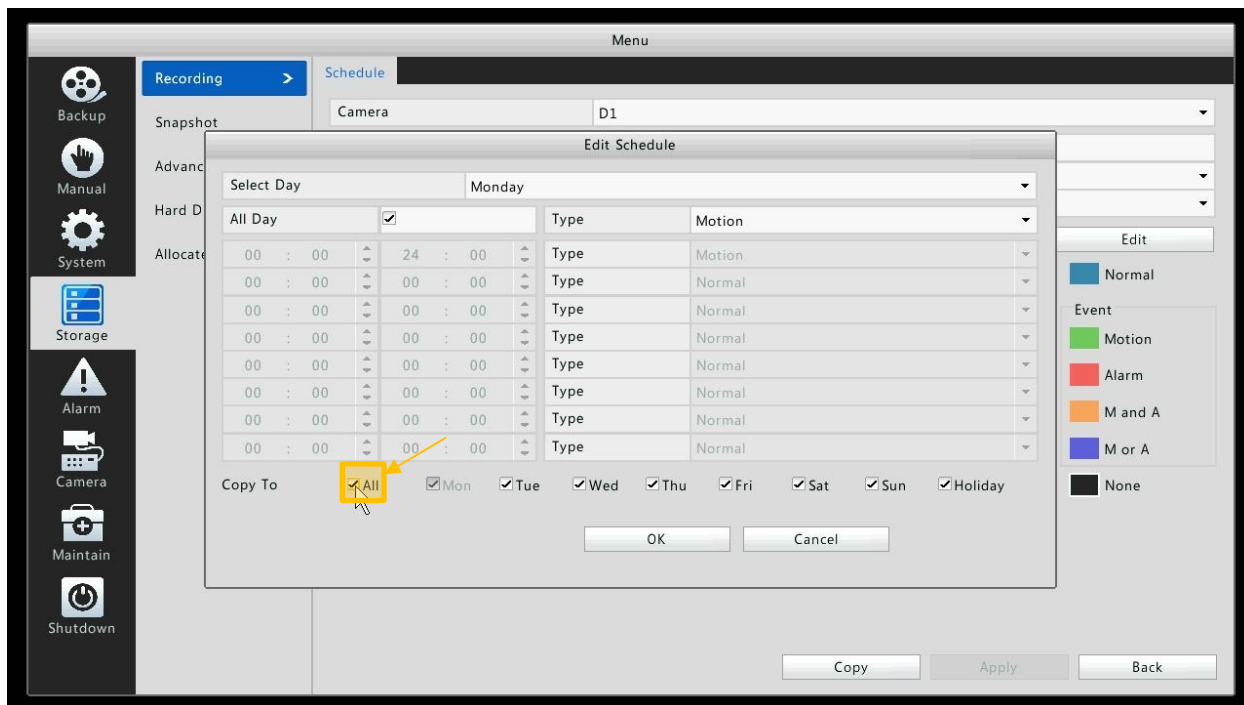 Menu
Backup
Manual
System
Storage
Alarm
Camera
Maintain
Shutdown
Recording >
Snapshot
Advanc
Hard D
Allocate
Schedule
Camera D1
Edit Schedule
Select Day Monday
All Day Type Motion
00 : 00 24 : 00 Type Motion
00 : 00 00 : 00 Type Normal
00 : 00 00 : 00 Type Normal
00 : 00 00 : 00 Type Normal
00 : 00 00 : 00 Type Normal
00 : 00 00 : 00 Type Normal
00 : 00 00 : 00 Type Normal
00 : 00 00 : 00 Type Normal
Copy To All Mon Tue Wed Thu Fri Sat Sun Holiday
OK Cancel
Edit
Normal
Event
Motion
Alarm
M and A
M or A
None
Copy Apply Back